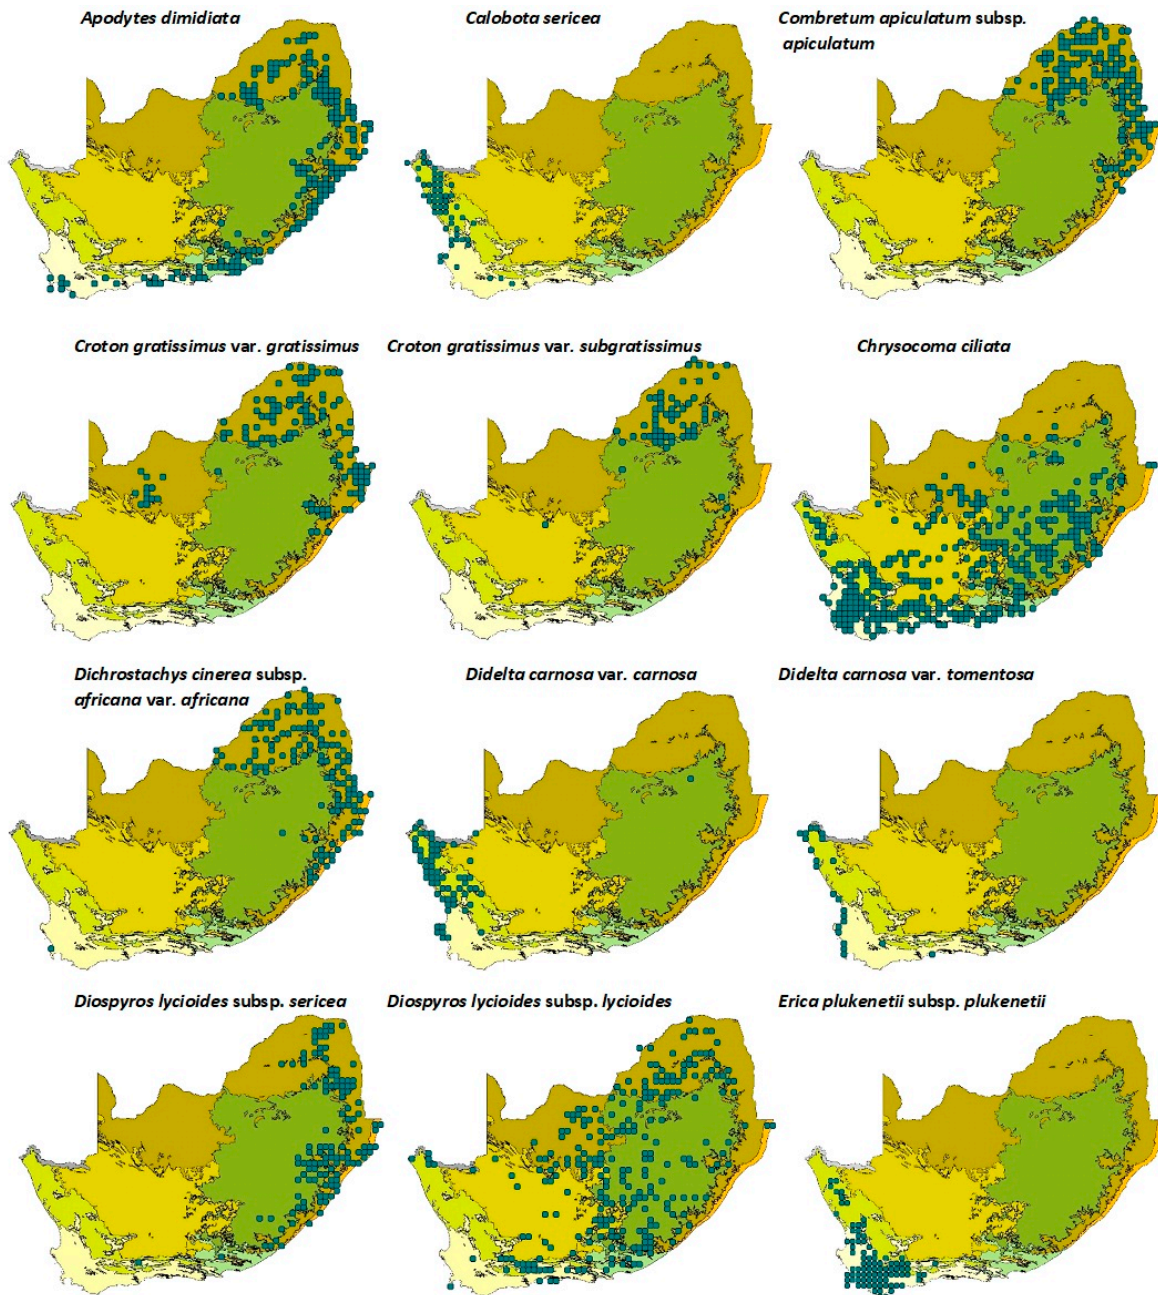 Apodytes dimidiata
Calobota sericea
Combretum apiculatum subsp.
apiculatum
Croton gratissimus var. gratissimus
Croton gratissimus var. subgratissimus
Chrysocoma ciliata
Dichrostachys cinerea subsp.
africana var. africana
Didelta carnosa var. carnosa
Didelta carnosa var. tomentosa
Diospyros lycioides subsp. sericea
Diospyros lycioides subsp. lycioides
Erica plukenetii subsp. plukenetii